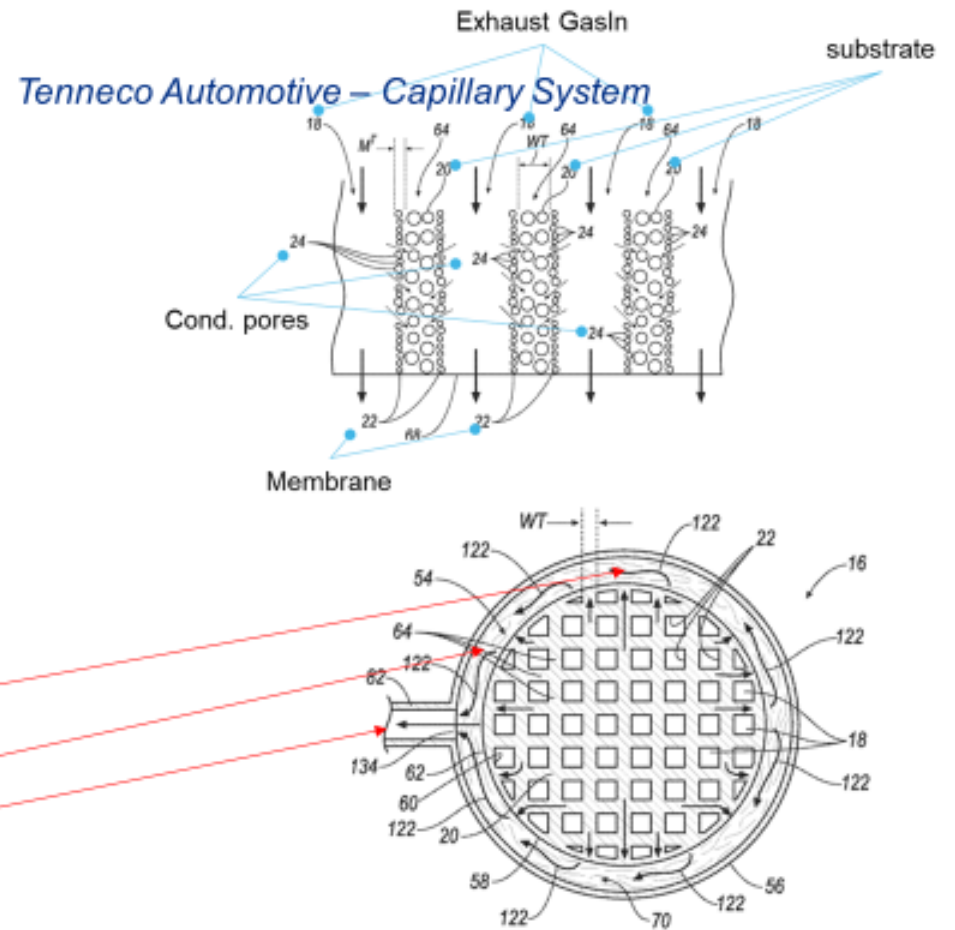 Exhaust GasIn
substrate
Tenneco Automotive – Capillary System
18 64 18 64 18 64 18
MT WT
20 20 20
24 24 24
24
Cond. pores
24
22 68 22
Membrane
WT 122
122 22
54 16
64
122 122
62
18
134 62 122
60
122 20
58 56
122 70 122